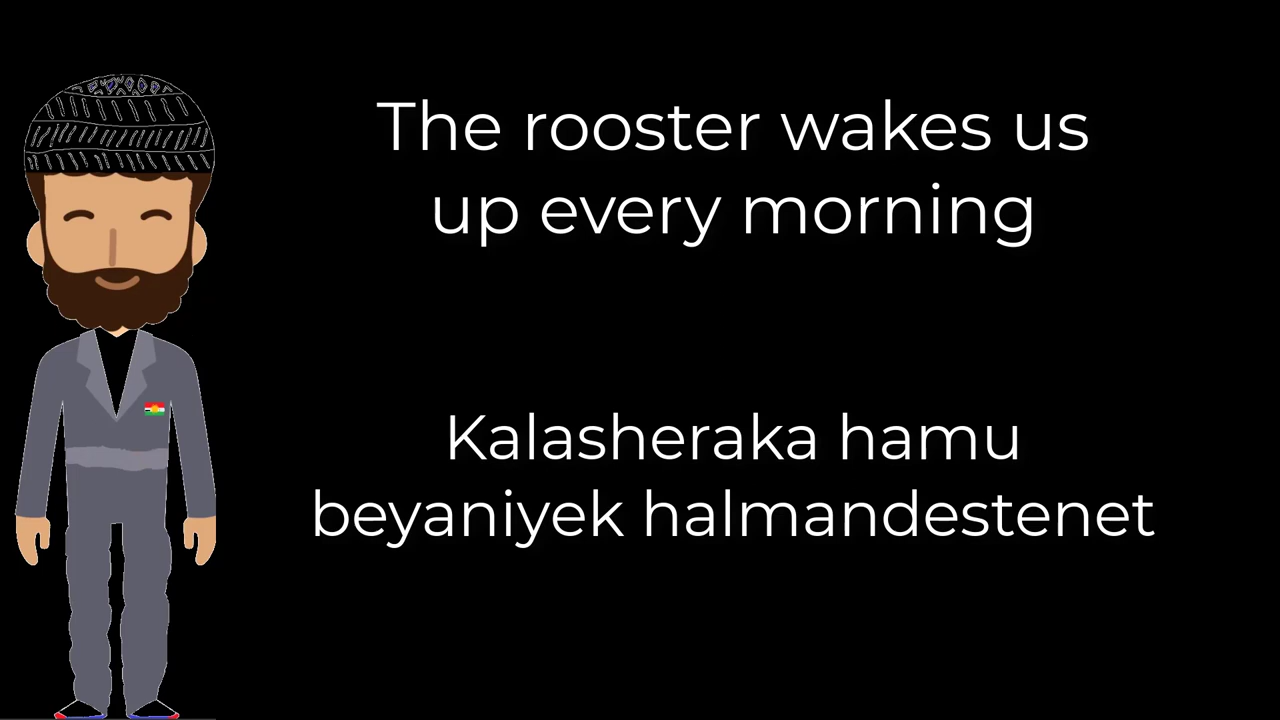 The rooster wakes us
up every morning
Kalasheraka hamu
beyaniyek halmandestenet